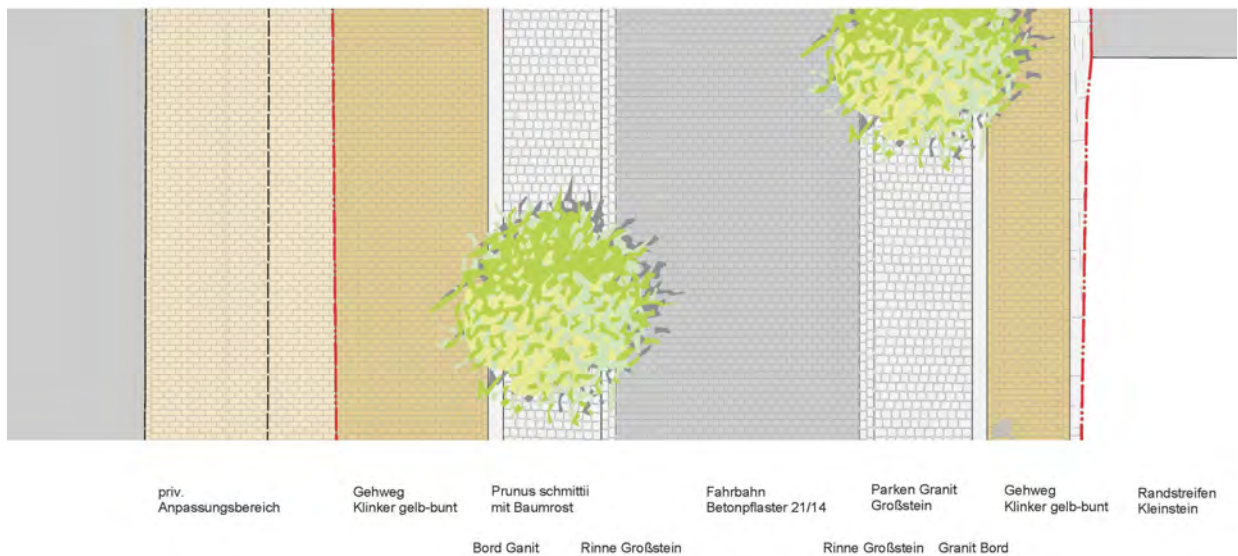 priv.
Anpassungsbereich
Gehweg
Klinker gelb-bunt
Prunus schmittii
mit Baumrost
Fahrbahn
Betonpflaster 21/14
Parken Granit
Großstein
Gehweg
Klinker gelb-bunt
Randstreifen
Kleinstein
Bord Ganit
Rinne Großstein
Rinne Großstein
Granit Bord